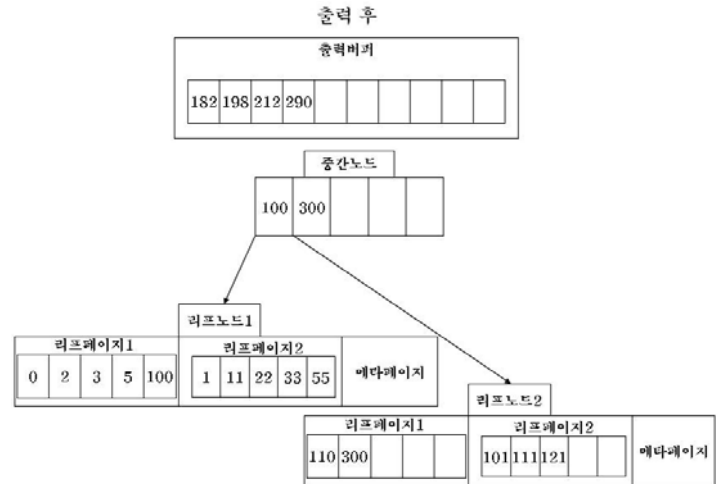 출력 후
출력버퍼
182 198 212 290
중간노드
100 300
리프노드1
리프페이지1 리프페이지2 메타페이지
0 2 3 5 100 1 11 22 33 55
리프노드2
리프페이지1 리프페이지2 메타페이지
110 300 101 111 121